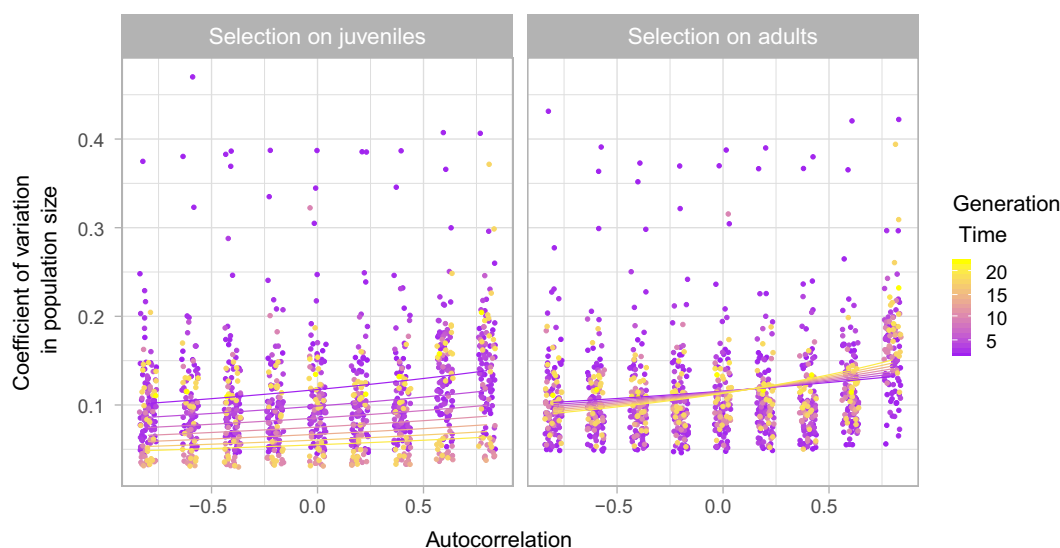 Selection on juveniles
Selection on adults
Coefficient of variation
in population size
0.4
0.3
0.2
0.1
−0.5
0.0
0.5
−0.5
0.0
0.5
Autocorrelation
Generation
Time
20
15
10
5